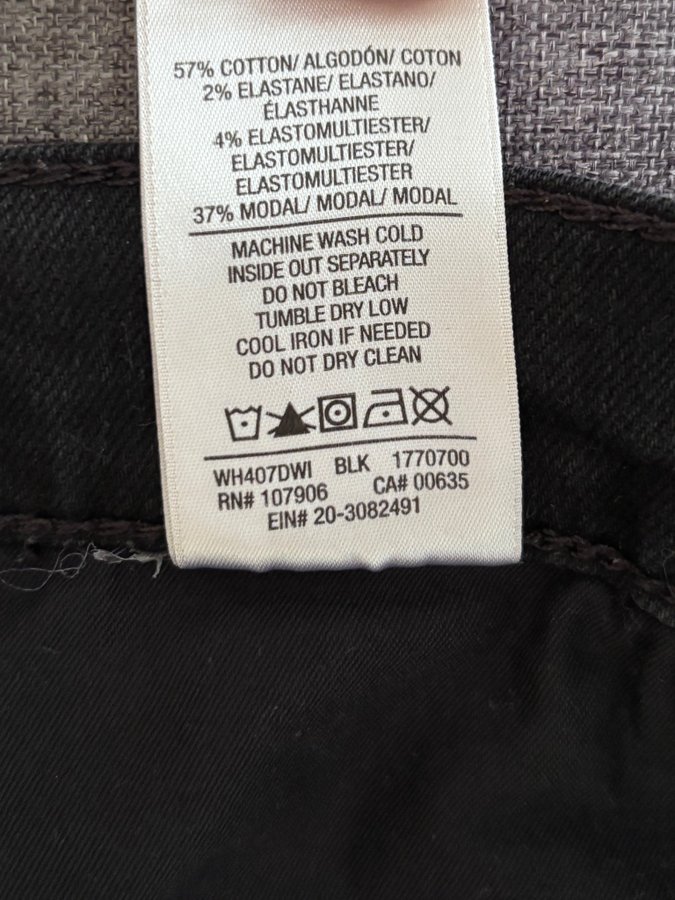 57% COTTON/ ALGODÓN/ COTON
2% ELASTANE/ ELASTANO/
ÉLASTHANNE
4% ELASTOMULTIESTER/
ELASTOMULTIESTER/
ELASTOMULTIESTER
37% MODAL/ MODAL/ MODAL
MACHINE WASH COLD
INSIDE OUT SEPARATELY
DO NOT BLEACH
TUMBLE DRY LOW
COOL IRON IF NEEDED
DO NOT DRY CLEAN
WH407DWI BLK 1770700
RN# 107906 CA# 00635
EIN# 20-3082491